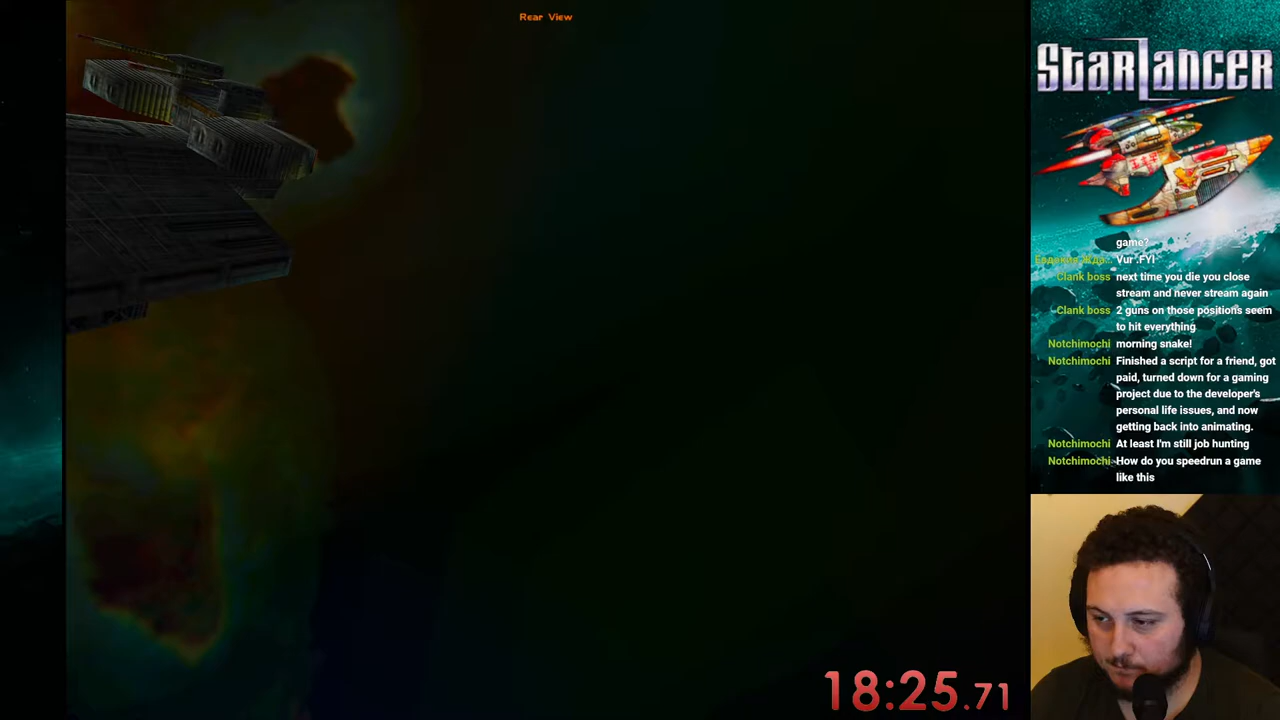 Rear View
STARLANCER
game?
Vur .FY!
Clank boss next time you die you close
stream and never stream again
Clank boss 2 guns on those positions seem
to hit everything
Notchimochi morning snake!
Notchimochi Finished a script for a friend, got
paid, turned down for a gaming
project due to the developer's
personal life issues, and now
getting back into animating.
Notchimochi At least I'm still job hunting
Notchimochi How do you speedrun a game
like this
18:25.71